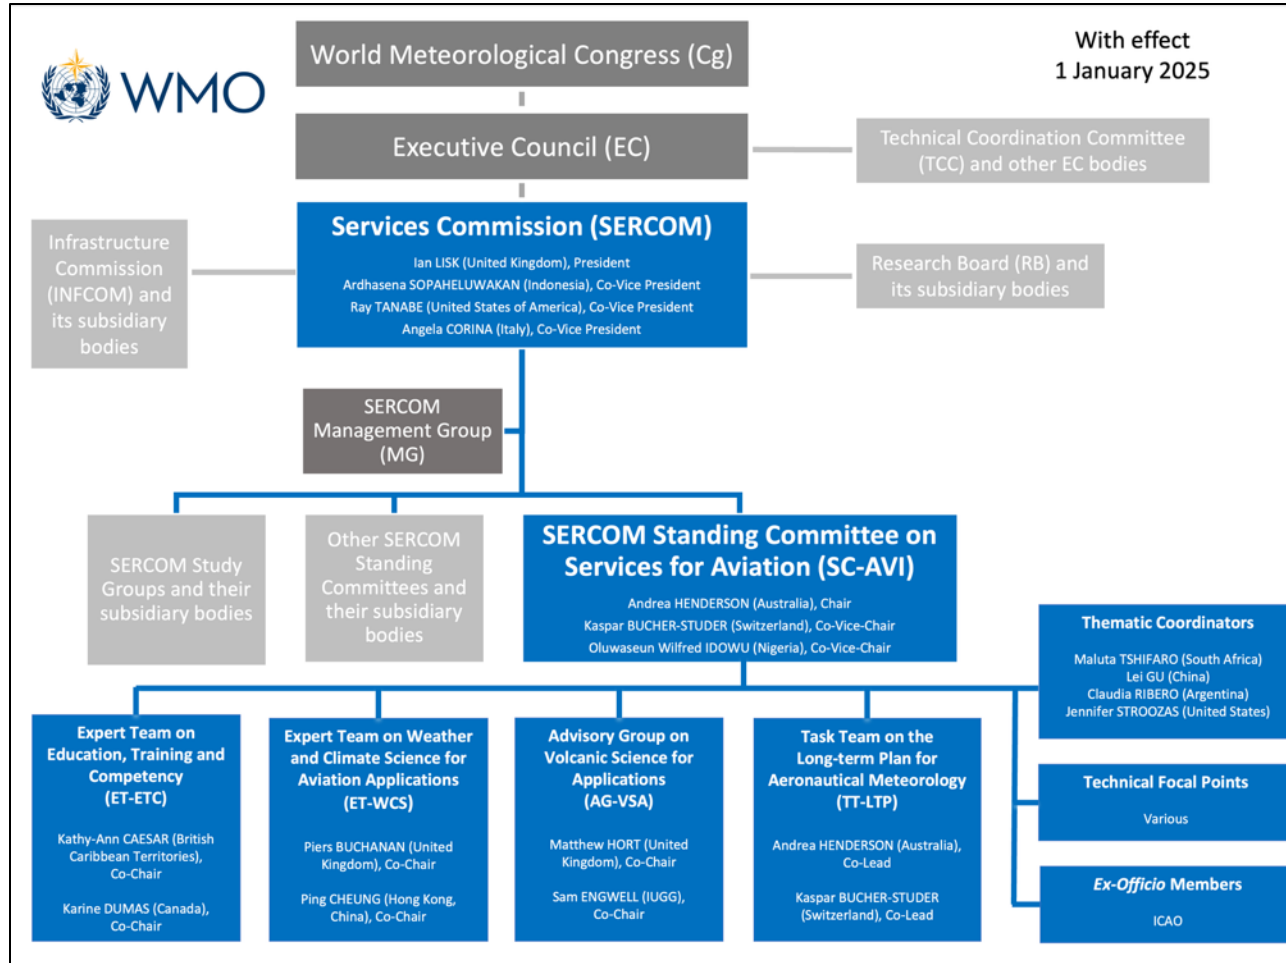 WMO
World Meteorological Congress (Cg)
With effect
1 January 2025
Executive Council (EC)
Technical Coordination Committee
(TCC) and other EC bodies
Services Commission (SERCOM)
Ian LISK (United Kingdom), President
Ardhasena SOPAHELUWAKAN (Indonesia), Co-Vice President
Ray TANABE (United States of America), Co-Vice President
Angela CORINA (Italy), Co-Vice President
Infrastructure
Commission
(INFCOM) and
its subsidiary
bodies
Research Board (RB) and
its subsidiary bodies
SERCOM
Management Group
(MG)
SERCOM Study
Groups and their
subsidiary bodies
Other SERCOM
Standing
Committees and
their subsidiary
bodies
SERCOM Standing Committee on
Services for Aviation (SC-AVI)
Andrea HENDERSON (Australia), Chair
Kaspar BUCHER-STUDER (Switzerland), Co-Vice-Chair
Oluwaseun Wilfred IDOWU (Nigeria), Co-Vice-Chair
Thematic Coordinators
Maluta TSHIFARO (South Africa)
Lei GU (China)
Claudia RIBERO (Argentina)
Jennifer STROOZAS (United States)
Expert Team on
Education, Training and
Competency
(ET-ETC)
Kathy-Ann CAESAR (British
Caribbean Territories),
Co-Chair
Karine DUMAS (Canada),
Co-Chair
Expert Team on Weather
and Climate Science for
Aviation Applications
(ET-WCS)
Piers BUCHANAN (United
Kingdom), Co-Chair
Ping CHEUNG (Hong Kong,
China), Co-Chair
Advisory Group on
Volcanic Science for
Applications
(AG-VSA)
Matthew HORT (United
Kingdom), Co-Chair
Sam ENGWELL (IUGG),
Co-Chair
Task Team on the
Long-term Plan for
Aeronautical Meteorology
(TT-LTP)
Andrea HENDERSON (Australia),
Co-Lead
Kaspar BUCHER-STUDER
(Switzerland), Co-Lead
Technical Focal Points
Various
Ex-Officio Members
ICAO